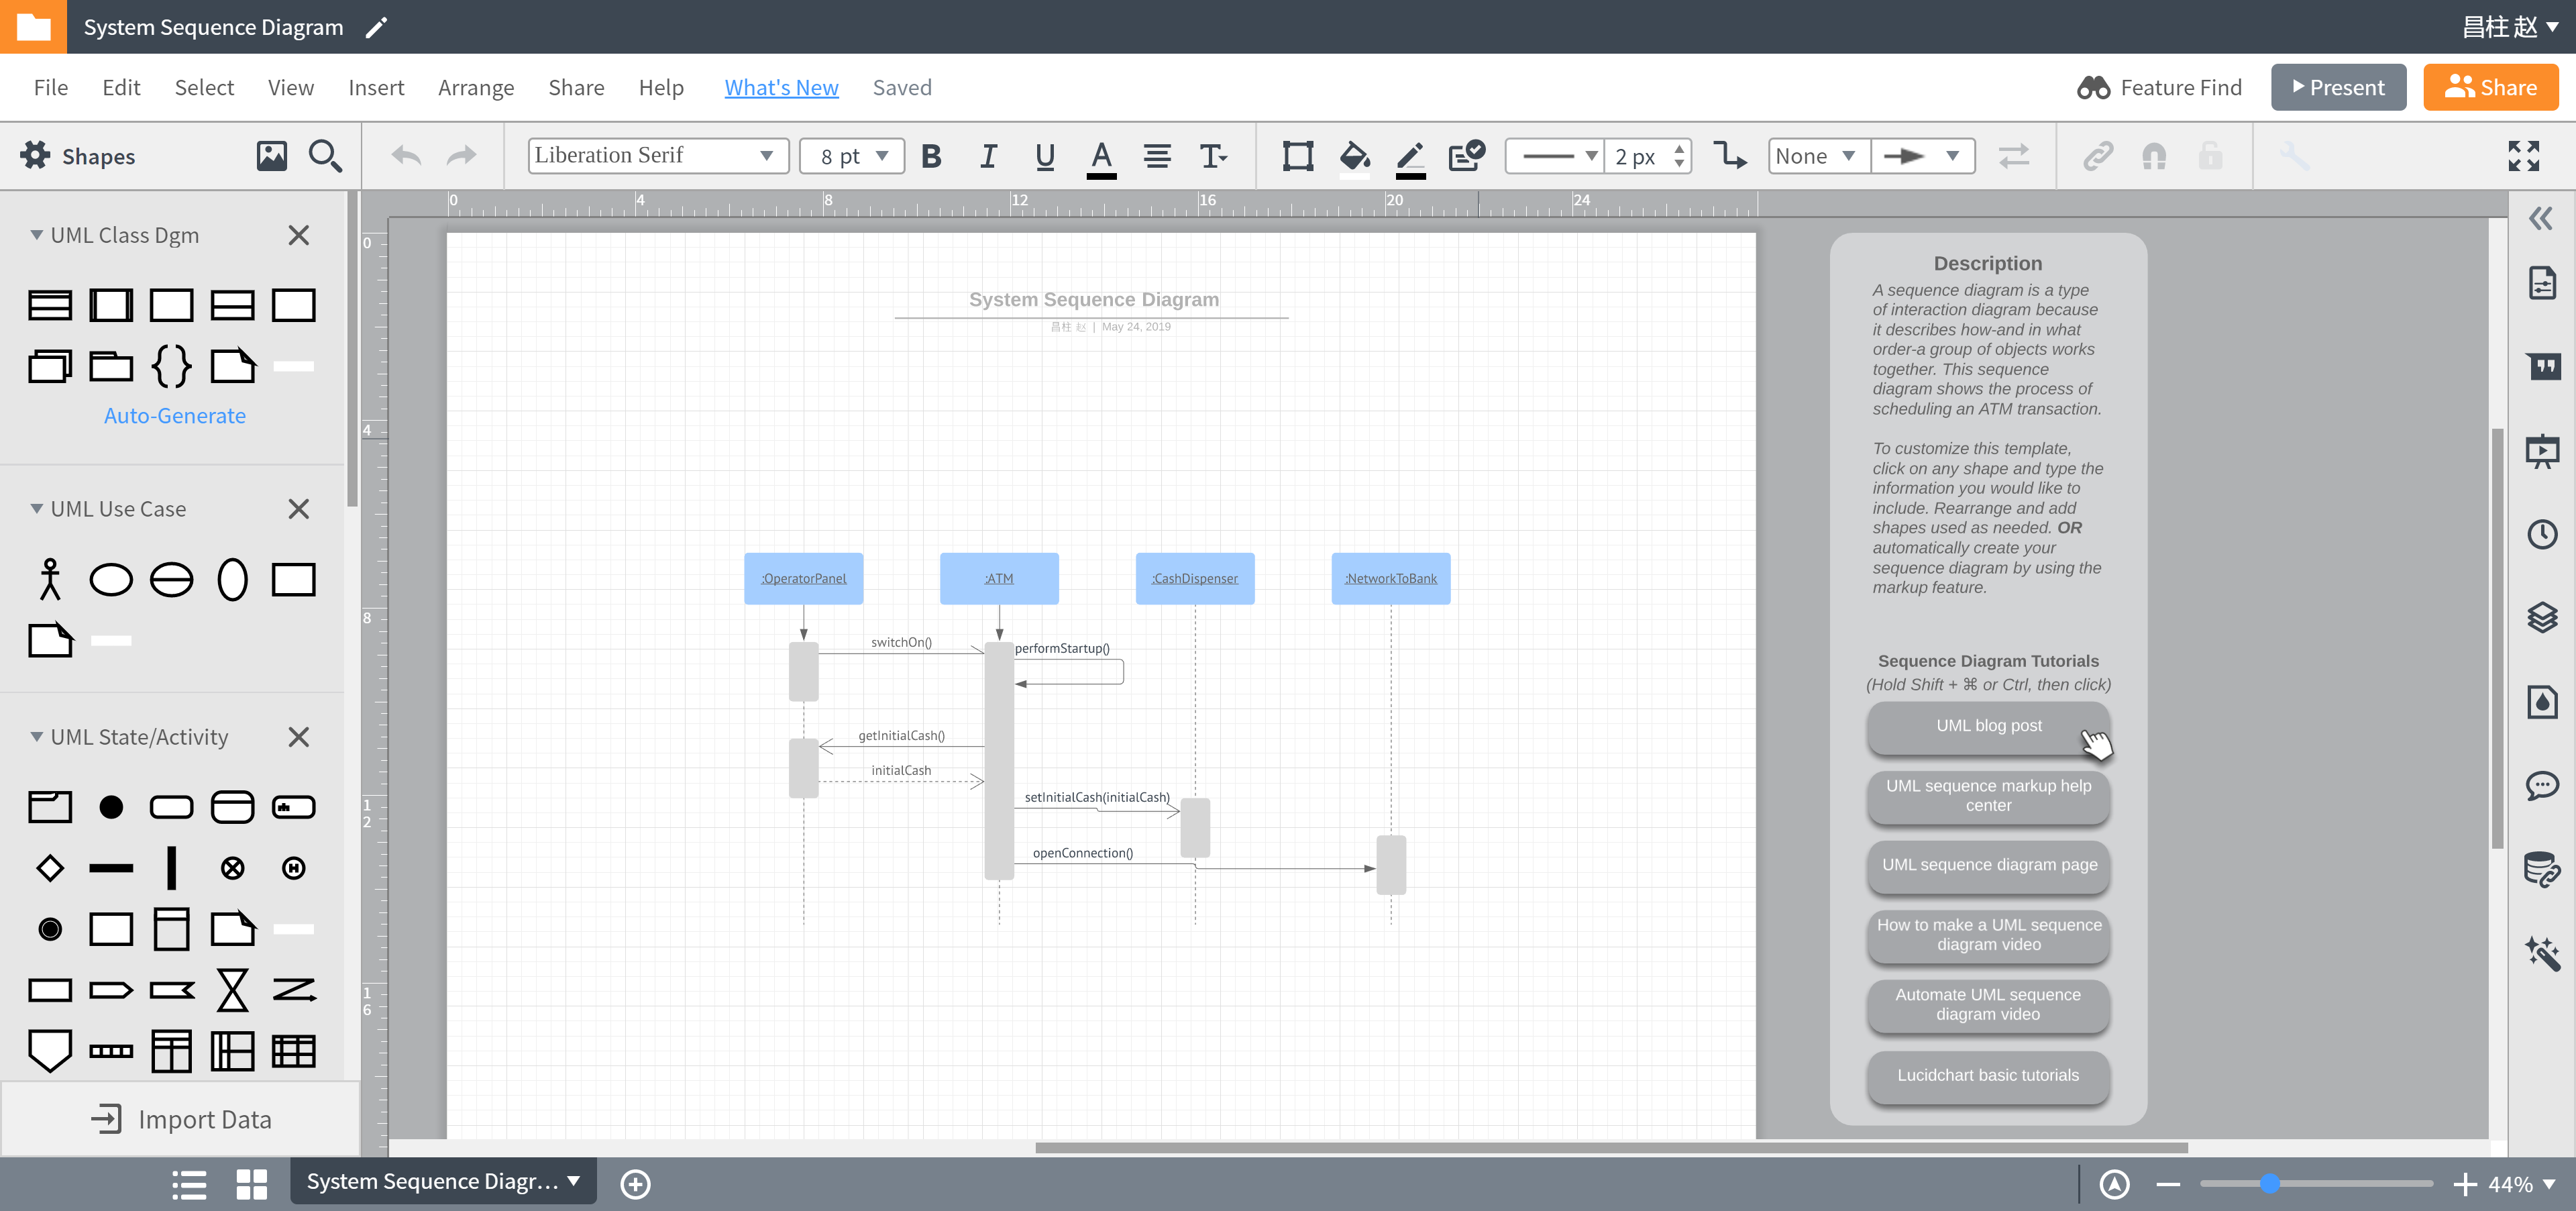 System Sequence Diagram
昌柱 赵
File Edit Select View Insert Arrange Share Help What's New Saved
Feature Find Present Share
Shapes
Liberation Serif 8 pt B I U A T 2 px None
0 4 8 12 16 20 24
0
4
8
1
2
1
6
UML Class Dgm
Auto-Generate
UML Use Case
UML State/Activity
H
Import Data
System Sequence Diagram
昌柱 赵 | May 24, 2019
:OperatorPanel :ATM :CashDispenser :NetworkToBank
switchOn()
performStartup()
getInitialCash()
initialCash
setInitialCash(initialCash)
openConnection()
Description
A sequence diagram is a type
of interaction diagram because
it describes how-and in what
order-a group of objects works
together. This sequence
diagram shows the process of
scheduling an ATM transaction.
To customize this template,
click on any shape and type the
information you would like to
include. Rearrange and add
shapes used as needed. OR
automatically create your
sequence diagram by using the
markup feature.
Sequence Diagram Tutorials
(Hold Shift + ⌘ or Ctrl, then click)
UML blog post
UML sequence markup help
center
UML sequence diagram page
How to make a UML sequence
diagram video
Automate UML sequence
diagram video
Lucidchart basic tutorials
System Sequence Diagr...
44%